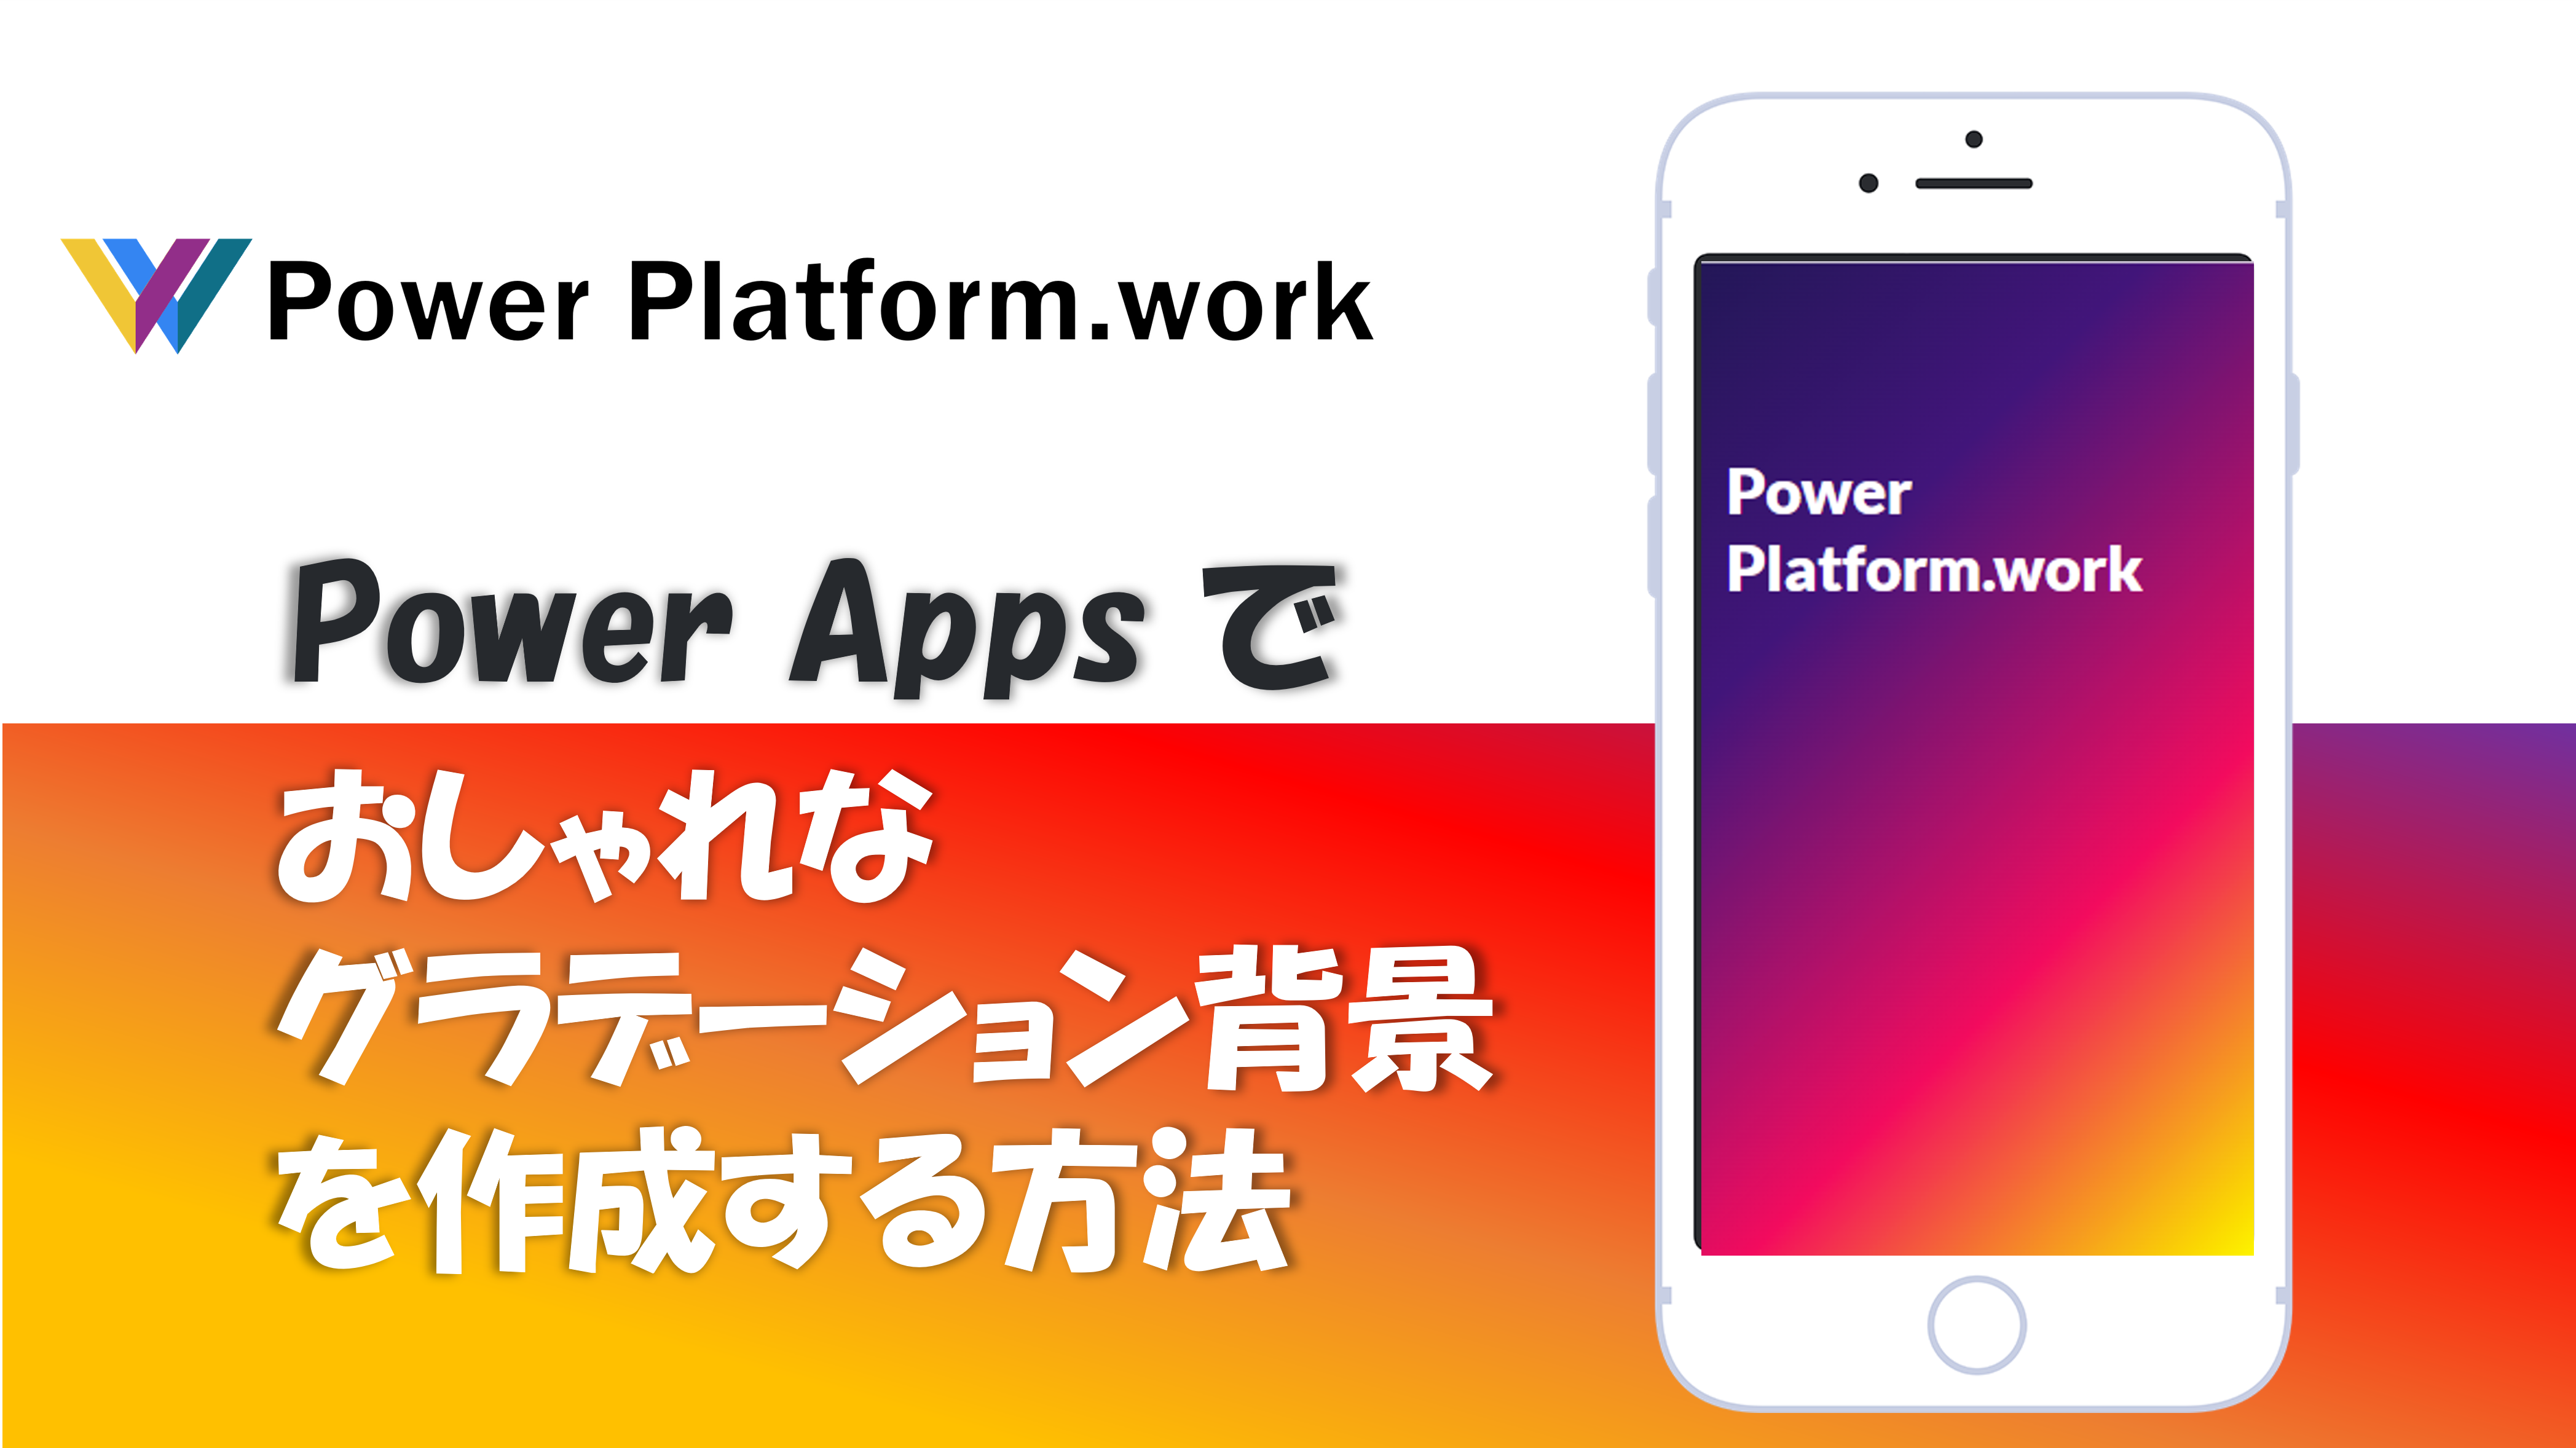 Power Platform.work
Power Apps で
おしゃれな
グラデーション背景
を作成する方法
Power
Platform.work